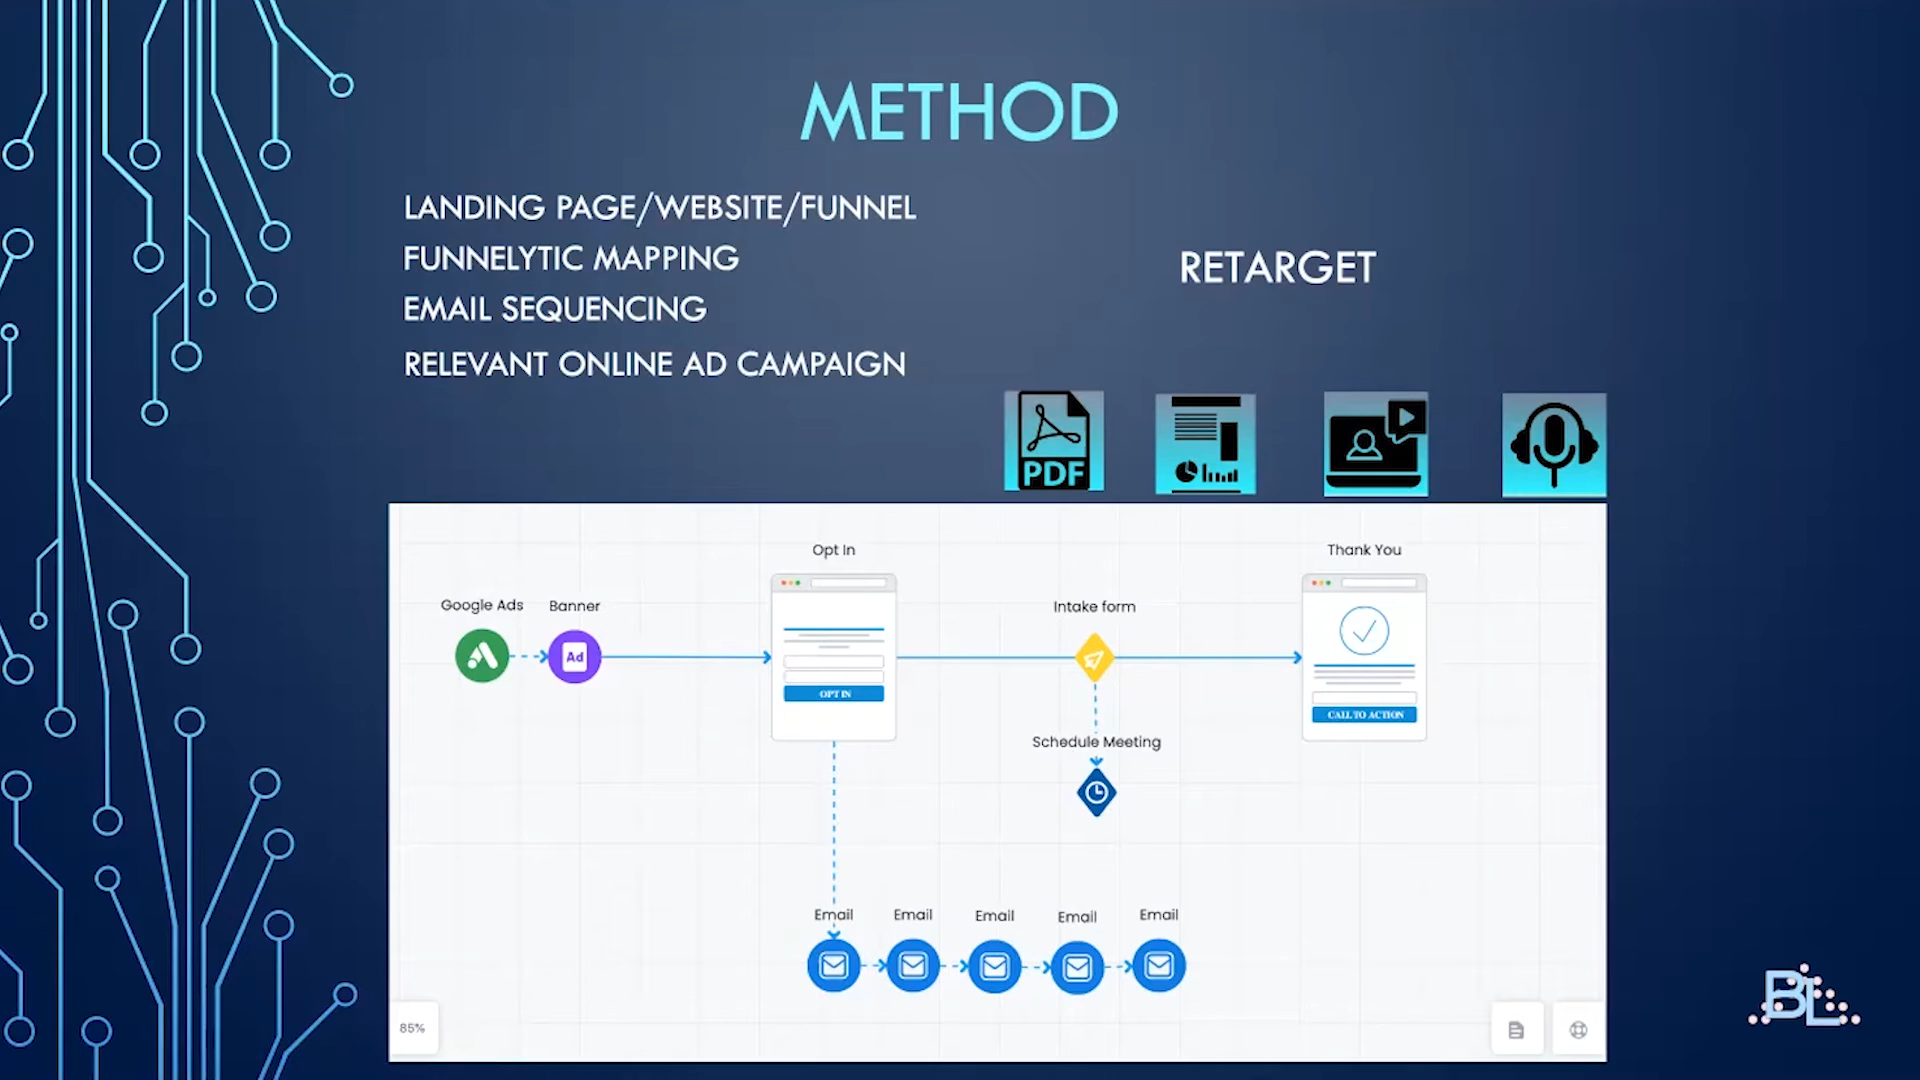 METHOD
LANDING PAGE/WEBSITE/FUNNEL
FUNNELYTIC MAPPING
EMAIL SEQUENCING
RELEVANT ONLINE AD CAMPAIGN
RETARGET
PDF
Opt In
Thank You
Google Ads
Banner
Intake form
Ad
OPT IN
CALL TO ACTION
Schedule Meeting
Email
Email
Email
Email
Email
85%
BL